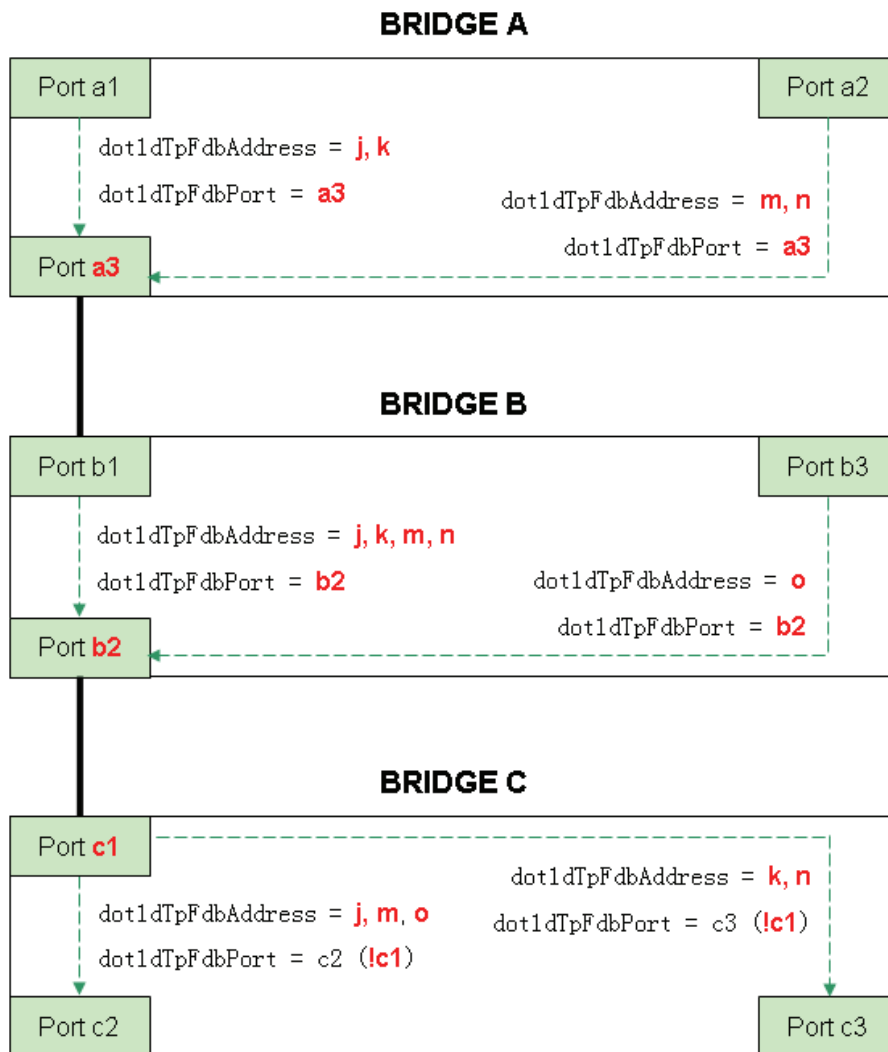 BRIDGE A
Port a1
Port a2
dot1dTpFdbAddress = j, k
dot1dTpFdbPort = a3
dot1dTpFdbAddress = m, n
dot1dTpFdbPort = a3
Port a3
BRIDGE B
Port b1
Port b3
dot1dTpFdbAddress = j, k, m, n
dot1dTpFdbPort = b2
dot1dTpFdbAddress = o
dot1dTpFdbPort = b2
Port b2
BRIDGE C
Port c1
dot1dTpFdbAddress = k, n
dot1dTpFdbPort = c3 (!c1)
dot1dTpFdbAddress = j, m, o
dot1dTpFdbPort = c2 (!c1)
Port c2
Port c3